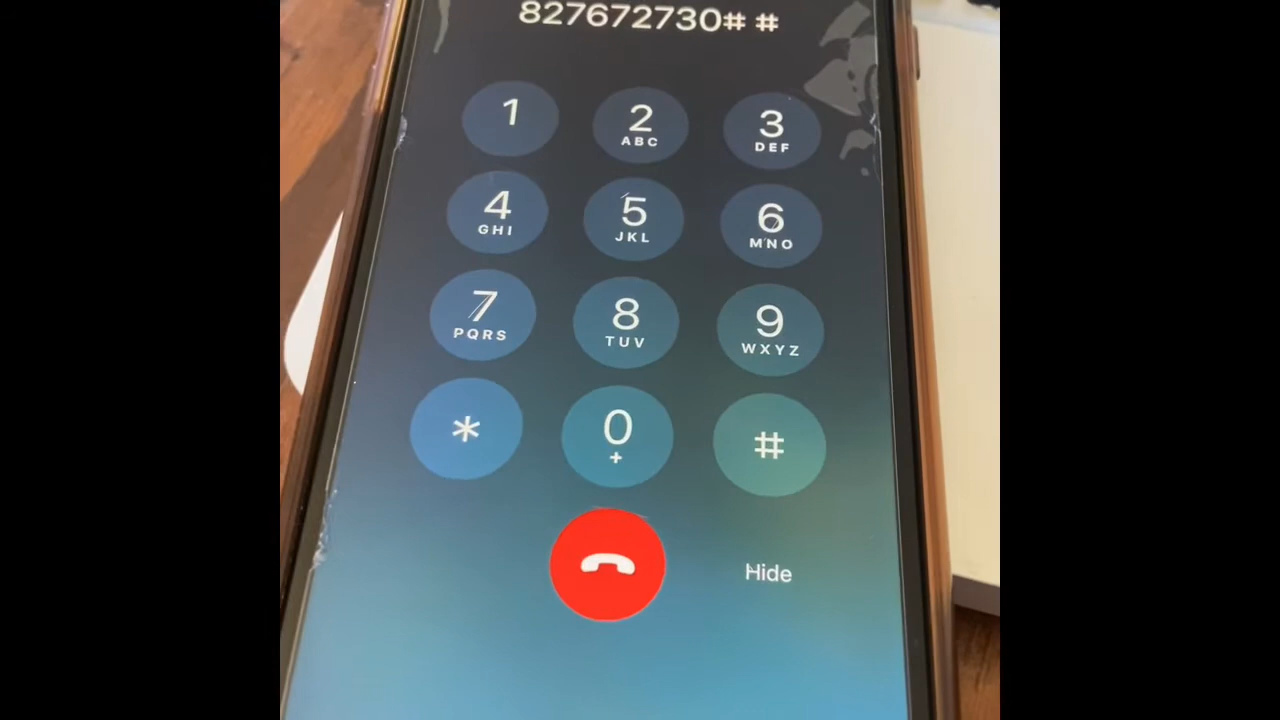 827672730# #
1 2 3
ABC DEF
4 5 6
GHI JKL MNO
7 8 9
PQRS TUV WXYZ
* 0 #
+
Hide